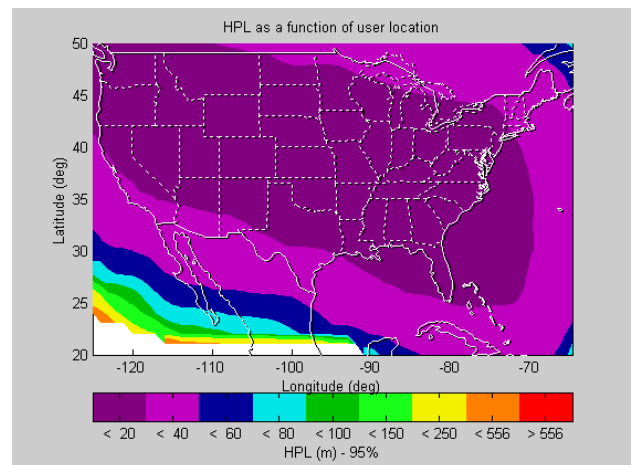 HPL as a function of user location
50
45
40
35
30
25
20
Latitude (deg)
-120 -110 -100 -90 -80 -70
Longitude (deg)
< 20 < 40 < 60 < 80 < 100 < 150 < 250 < 556 > 556
HPL (m) - 95%